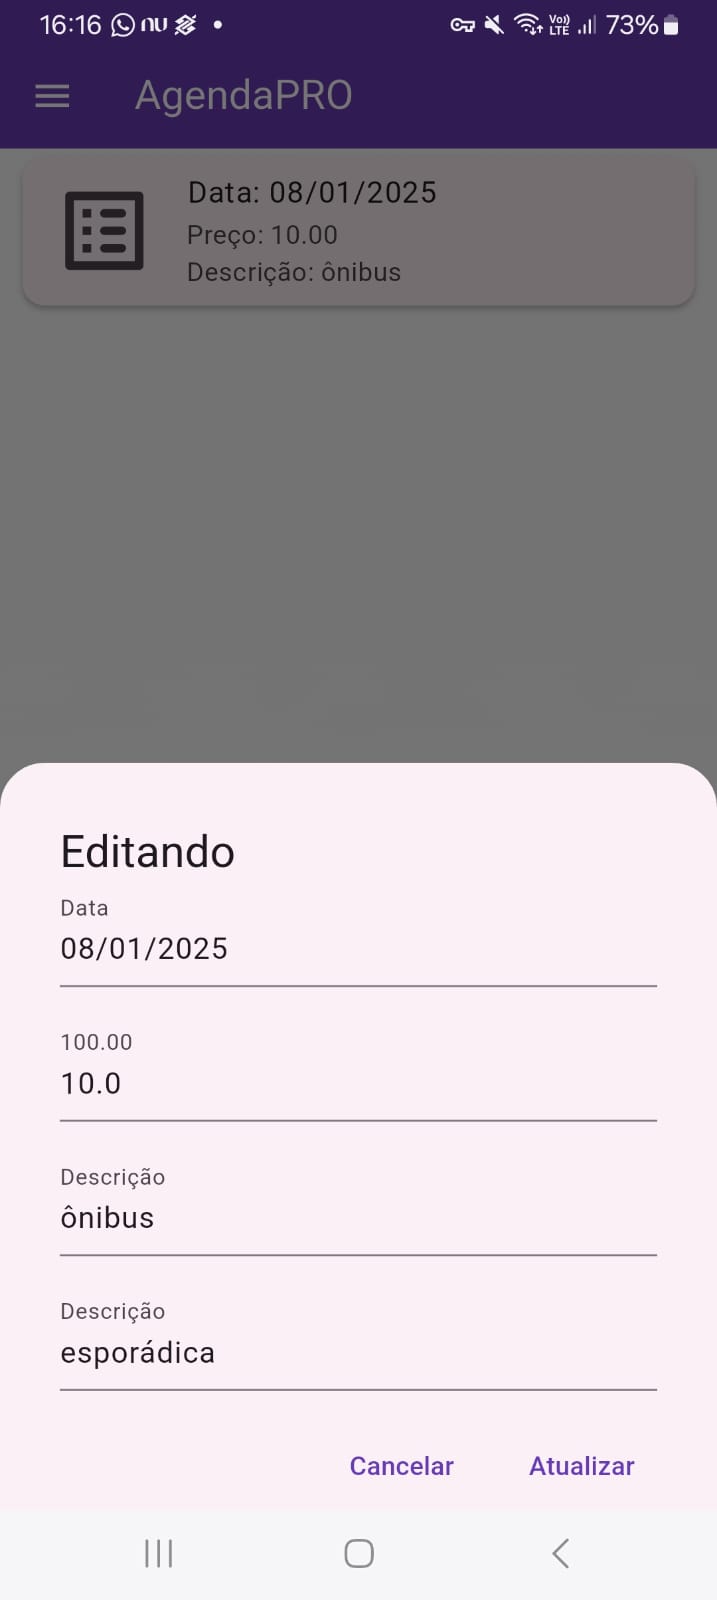 16:16 nu Vo)) LTE 73%
AgendaPRO
Data: 08/01/2025
Preço: 10.00
Descrição: ônibus
Editando
Data
08/01/2025
100.00
10.0
Descrição
ônibus
Descrição
esporádica
Cancelar Atualizar